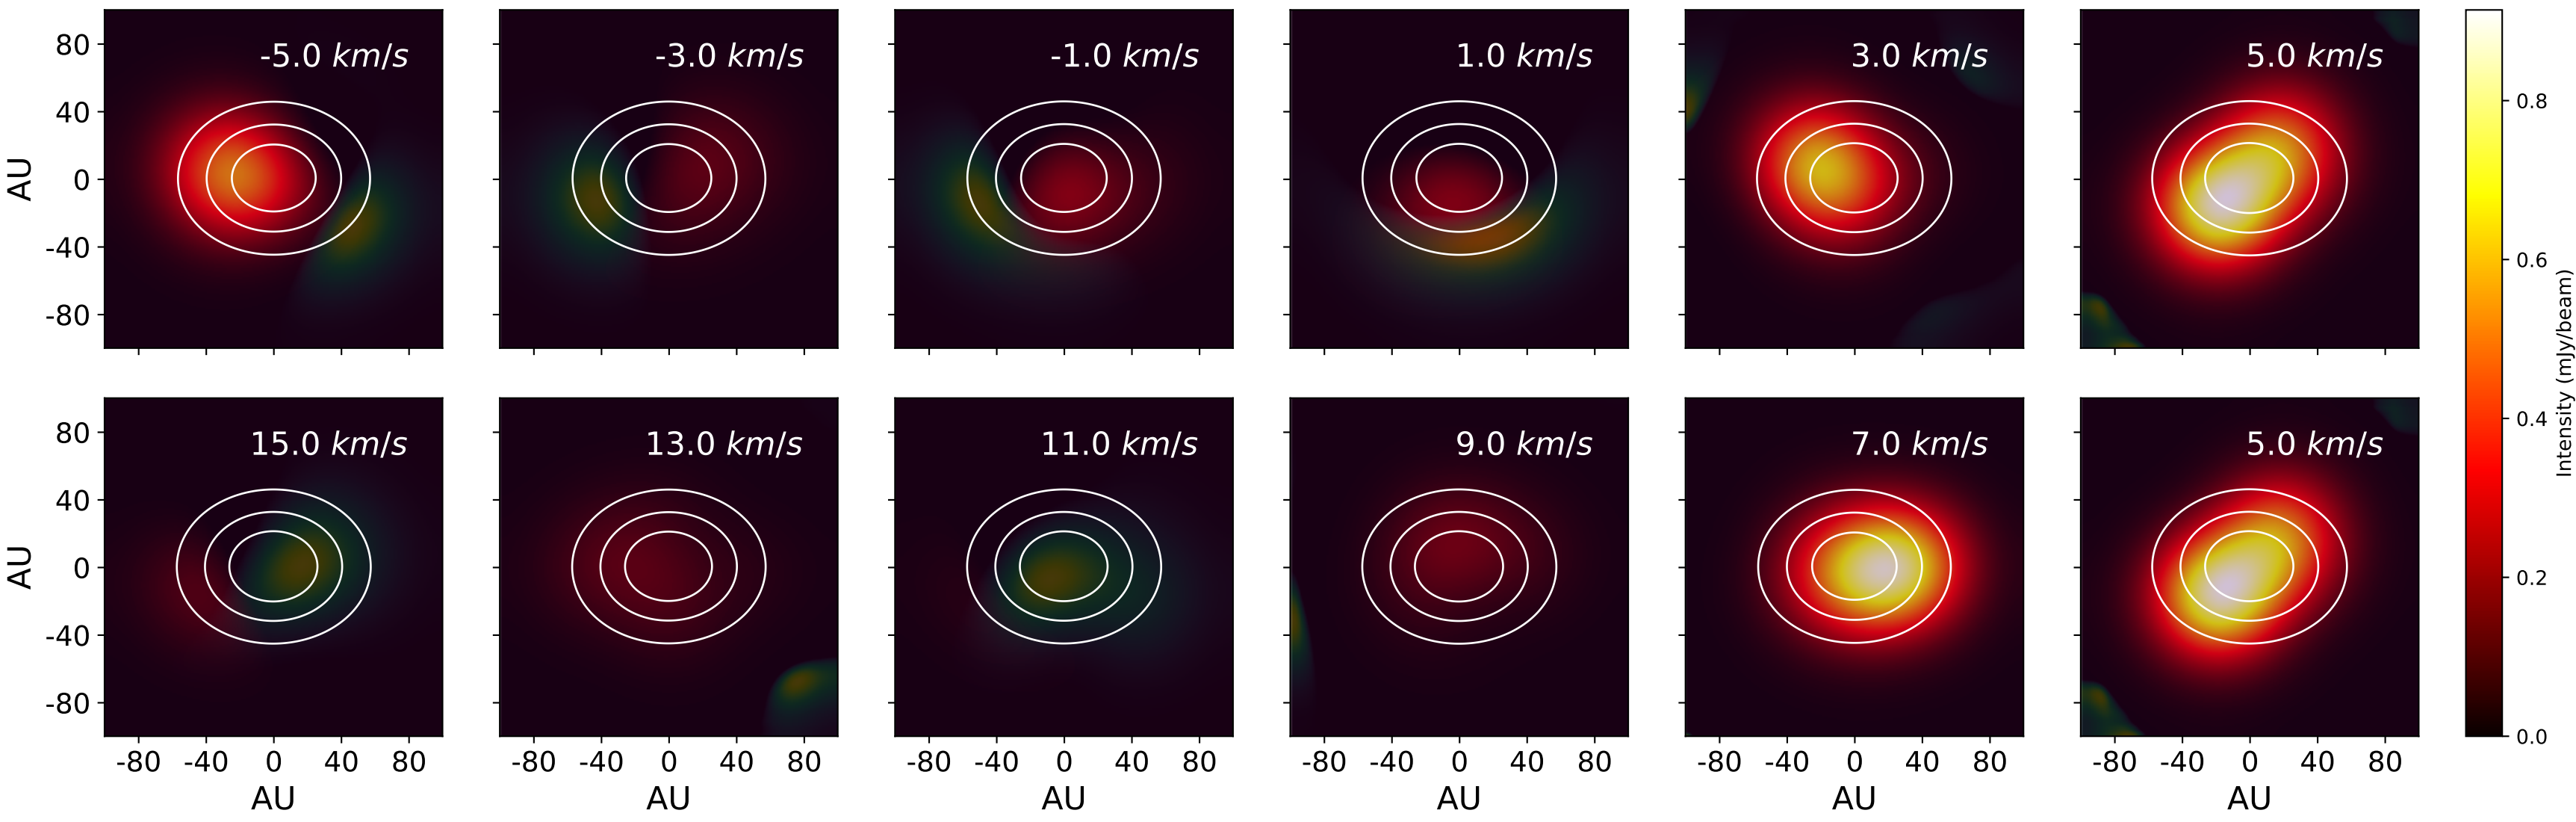 -5.0 km/s
-3.0 km/s
-1.0 km/s
1.0 km/s
3.0 km/s
5.0 km/s
80
40
0
-40
-80
AU
15.0 km/s
13.0 km/s
11.0 km/s
9.0 km/s
7.0 km/s
5.0 km/s
80
40
0
-40
-80
AU
-80 -40 0 40 80
-80 -40 0 40 80
-80 -40 0 40 80
-80 -40 0 40 80
-80 -40 0 40 80
-80 -40 0 40 80
AU
AU
AU
AU
AU
AU
0.8
0.6
0.4
0.2
0.0
Intensity (mJy/beam)